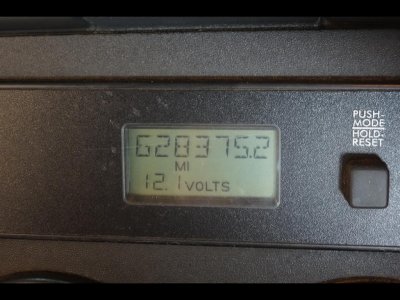 628375.2
MI
12.1 VOLTS
PUSH-
MODE
HOLD-
RESET